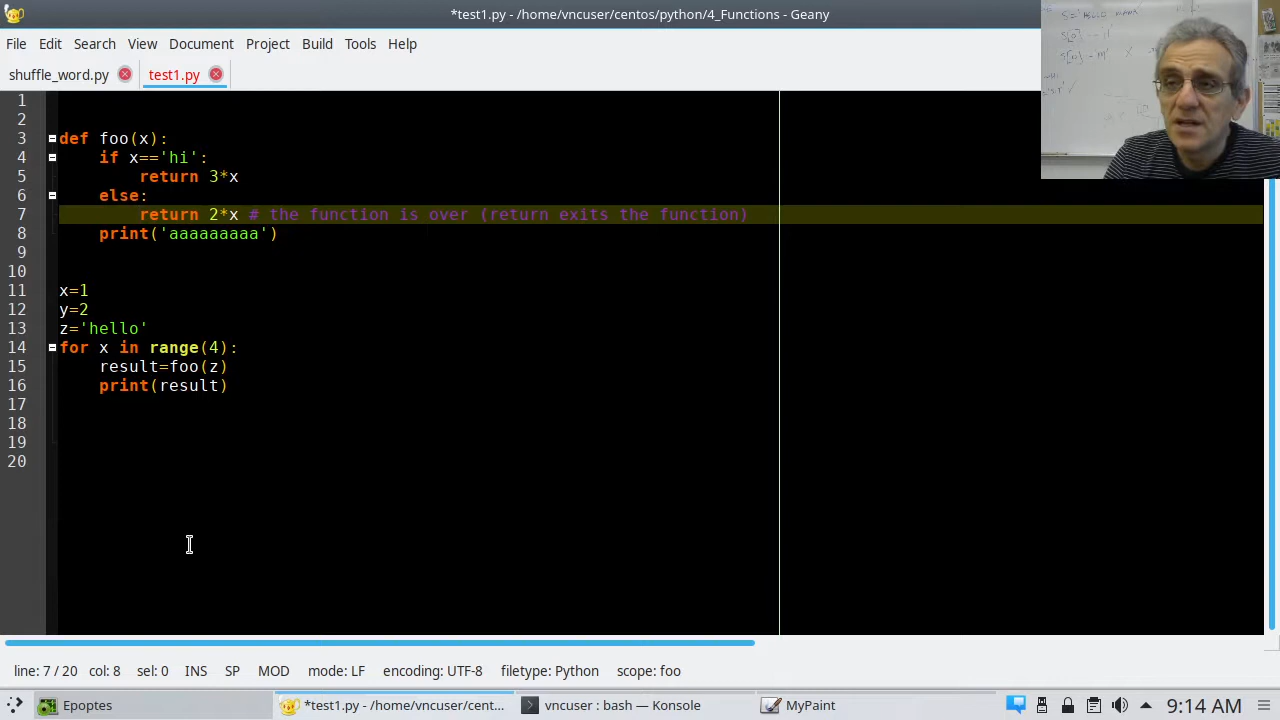 *test1.py - /home/vncuser/centos/python/4_Functions - Geany
File Edit Search View Document Project Build Tools Help
shuffle_word.py test1.py
1
2
3 def foo(x):
4 if x=='hi':
5 return 3*x
6 else:
7 return 2*x # the function is over (return exits the function)
8 print('aaaaaaaaa')
9
10
11 x=1
12 y=2
13 z='hello'
14 for x in range(4):
15 result=foo(z)
16 print(result)
17
18
19
20
line: 7 / 20 col: 8 sel: 0 INS SP MOD mode: LF encoding: UTF-8 filetype: Python scope: foo
Epoptes *test1.py - /home/vncuser/cent... vncuser : bash — Konsole MyPaint 9:14 AM